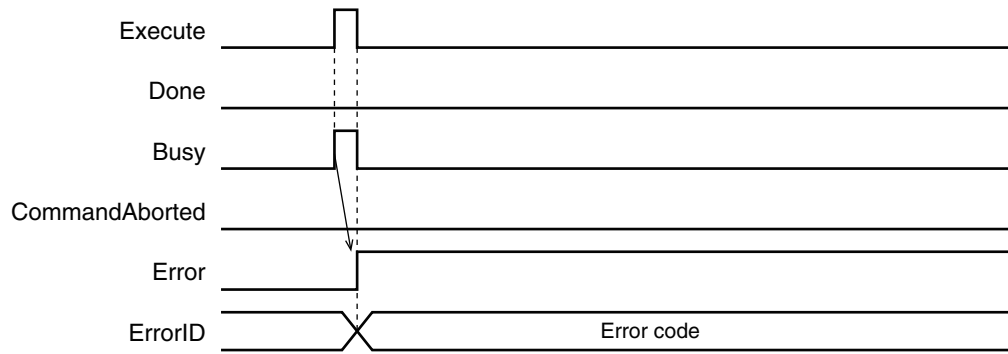 Execute
Done
Busy
CommandAborted
Error
ErrorID
Error code